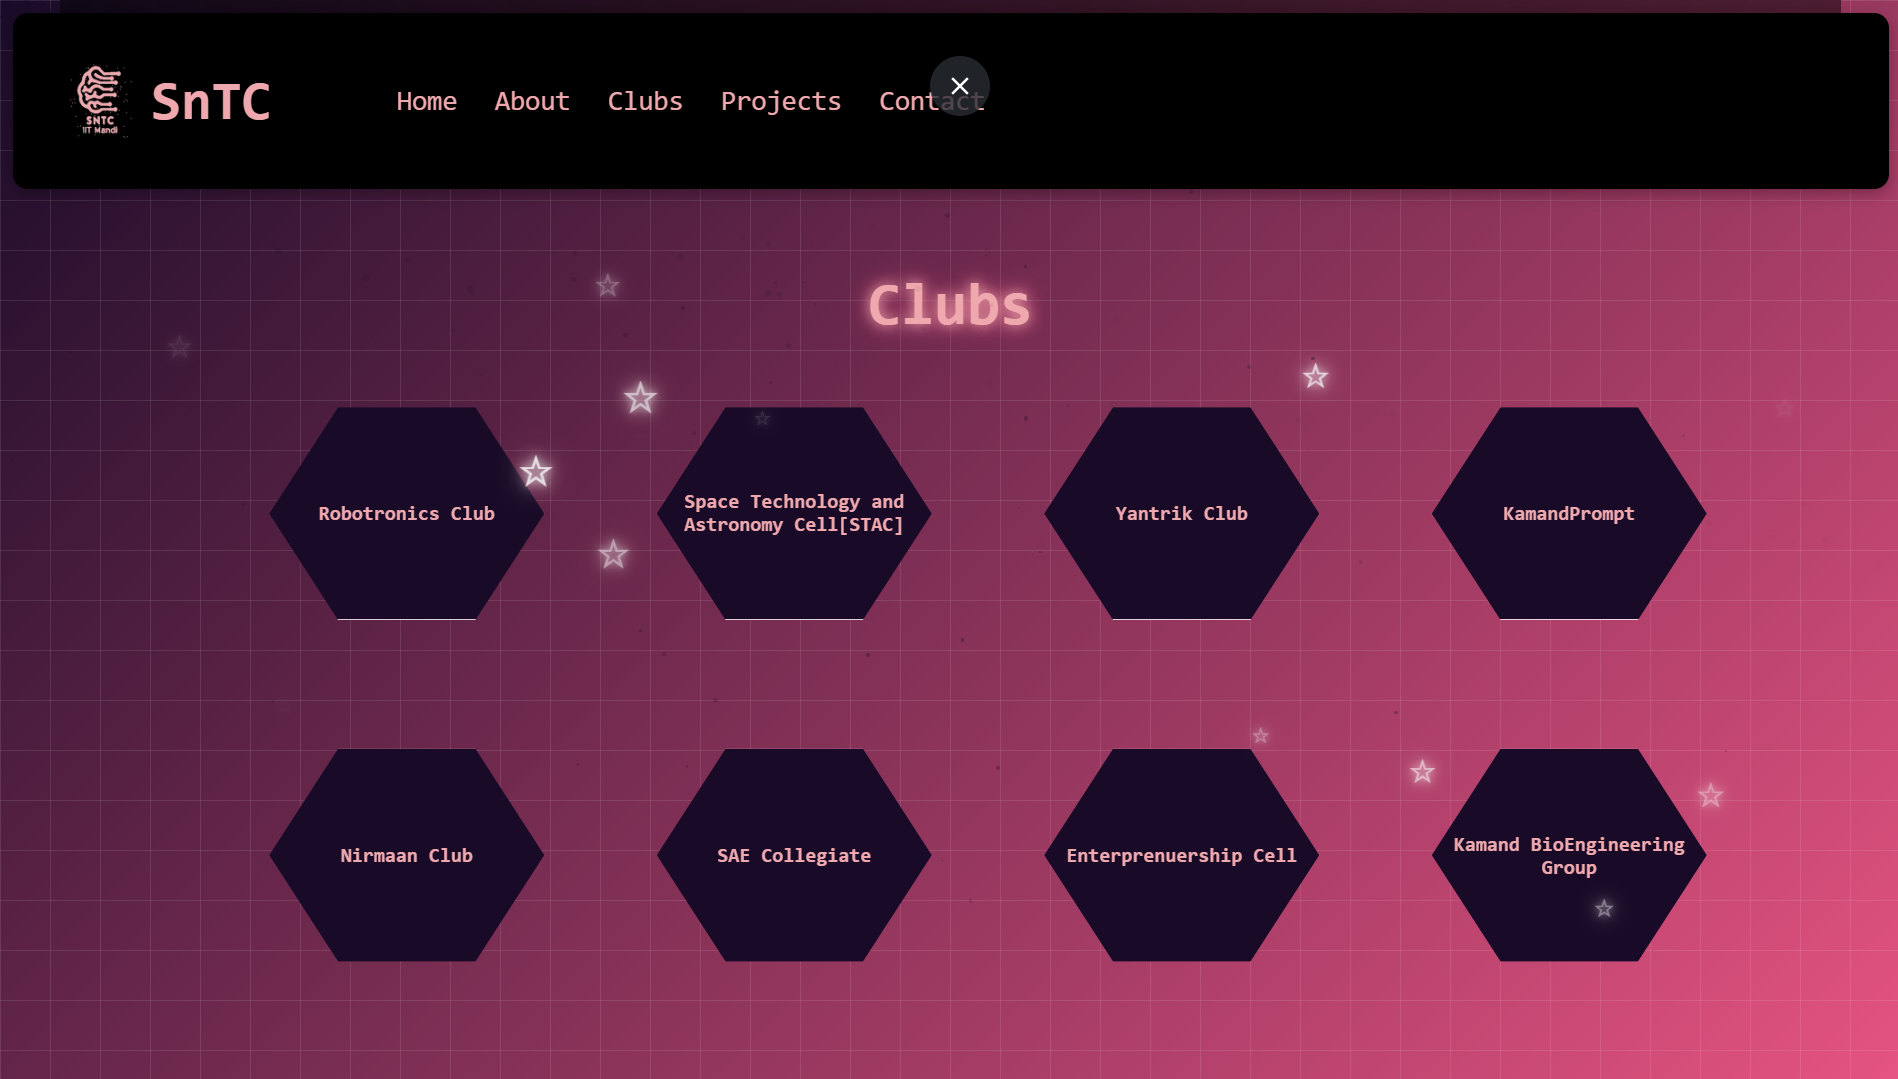 SNTC
IIT Mandi
SnTC
Home
About
Clubs
Projects
Contact
Clubs
Robotronics Club
Space Technology and
Astronomy Cell[STAC]
Yantrik Club
KamandPrompt
Nirmaan Club
SAE Collegiate
Enterprenuership Cell
Kamand BioEngineering
Group